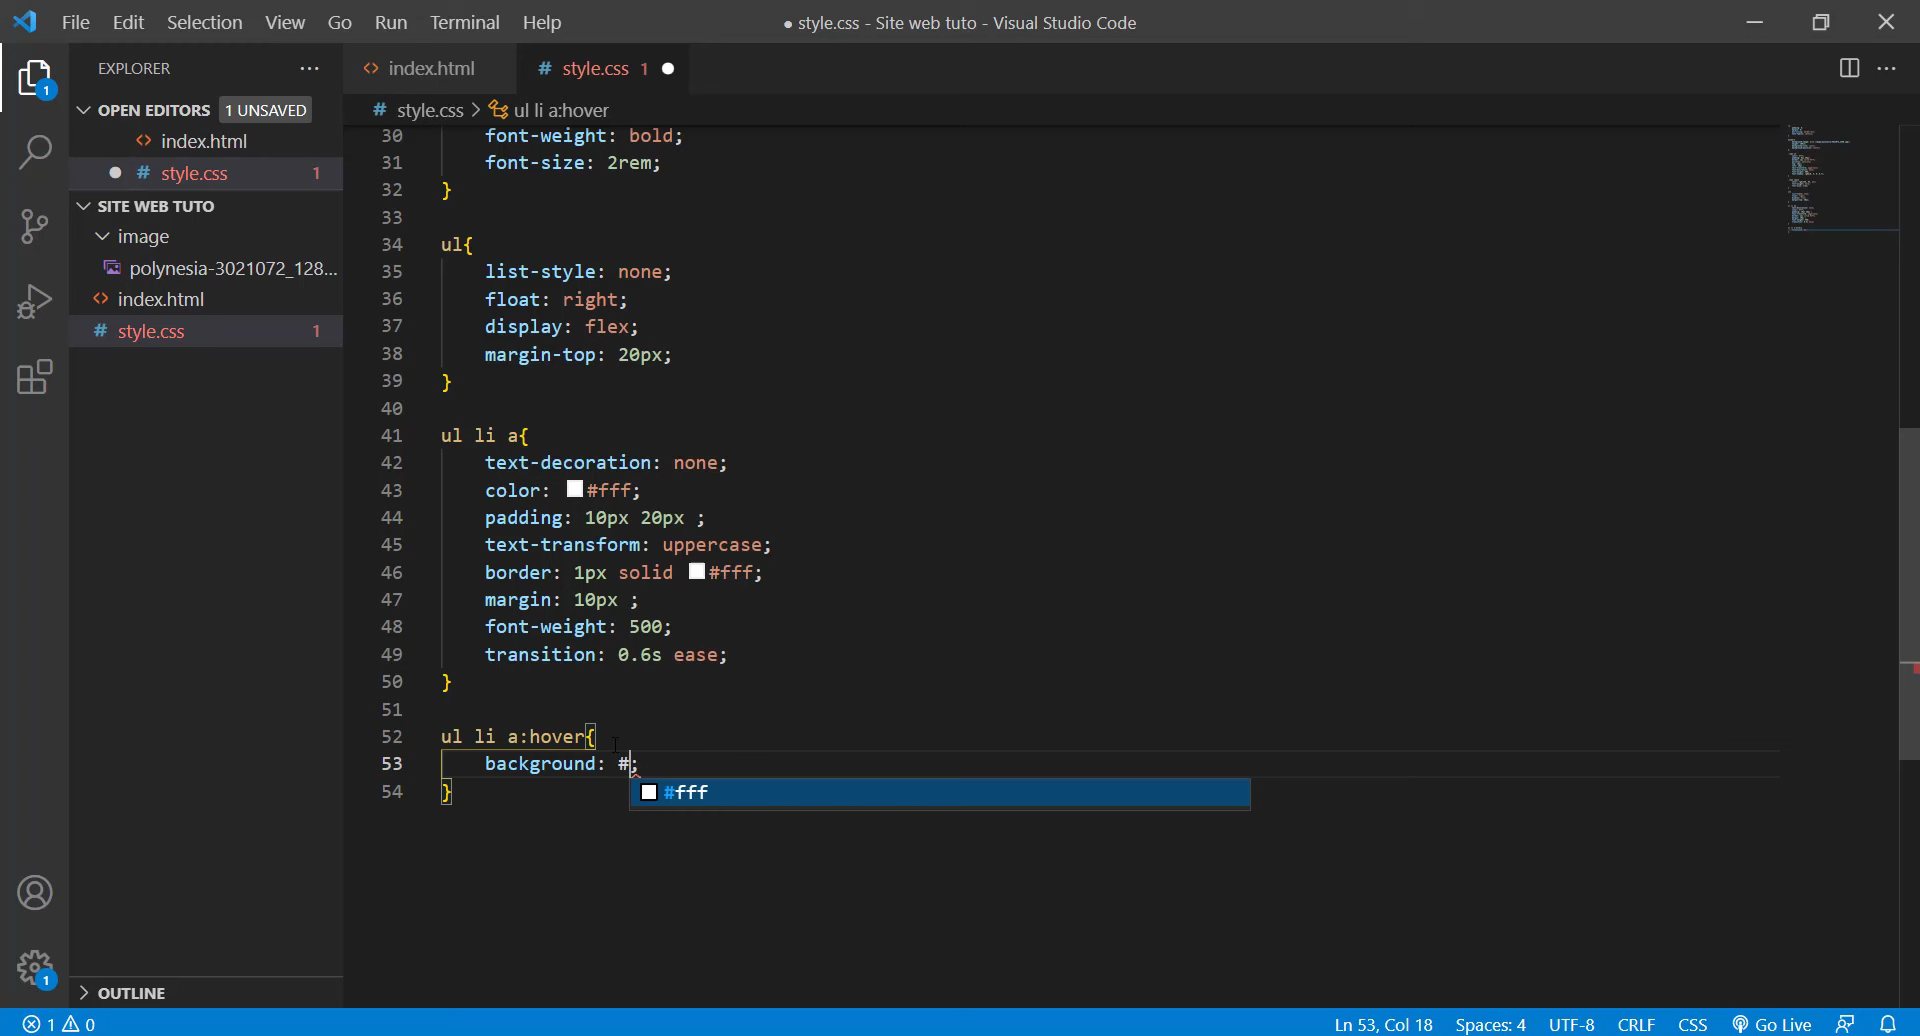 File Edit Selection View Go Run Terminal Help
● style.css - Site web tuto - Visual Studio Code
EXPLORER
OPEN EDITORS 1 UNSAVED
index.html
style.css 1
SITE WEB TUTO
image
polynesia-3021072_128...
index.html
style.css 1
OUTLINE
1
1
index.html
# style.css 1
# style.css > ul li a:hover
30 font-weight: bold;
31 font-size: 2rem;
32 }
33
34 ul{
35 list-style: none;
36 float: right;
37 display: flex;
38 margin-top: 20px;
39 }
40
41 ul li a{
42 text-decoration: none;
43 color: #fff;
44 padding: 10px 20px ;
45 text-transform: uppercase;
46 border: 1px solid #fff;
47 margin: 10px ;
48 font-weight: 500;
49 transition: 0.6s ease;
50 }
51
52 ul li a:hover{
53 background: #;
#fff
54 }
1 0
Ln 53, Col 18 Spaces: 4 UTF-8 CRLF CSS Go Live